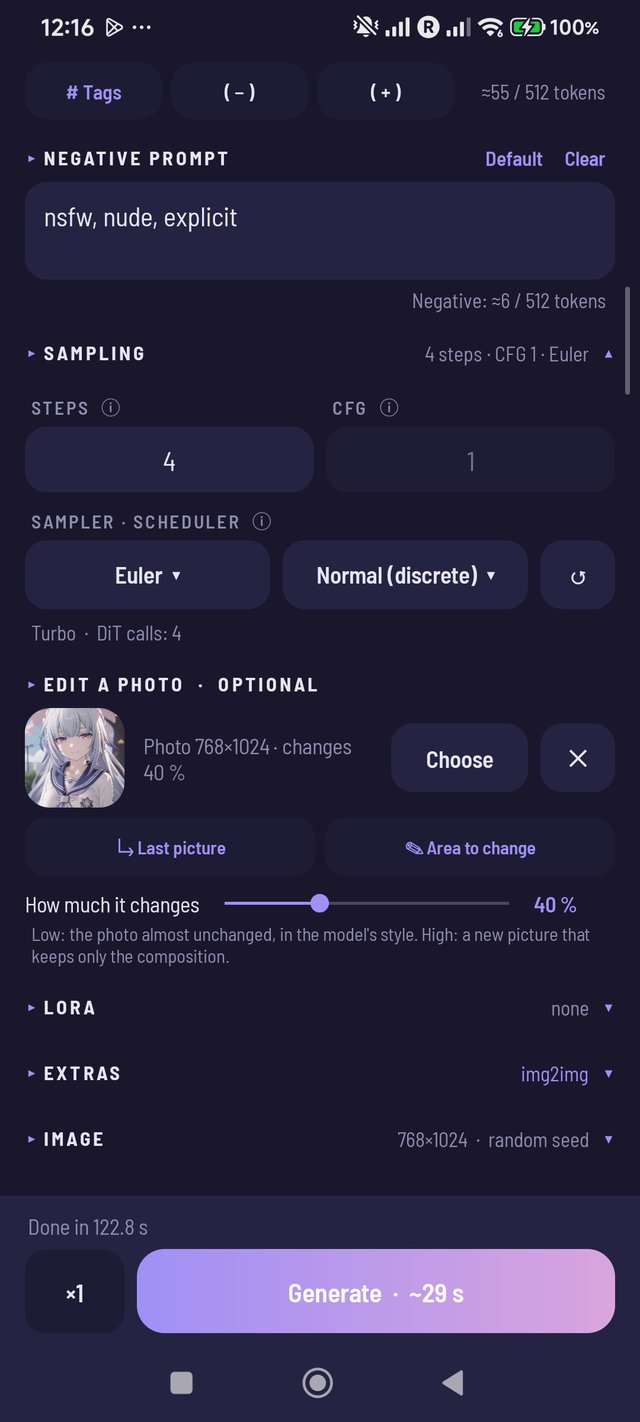 12:16 ··· R 6 100%
# Tags ( – ) ( + ) ≈55 / 512 tokens
▸ NEGATIVE PROMPT Default Clear
nsfw, nude, explicit
Negative: ≈6 / 512 tokens
▸ SAMPLING 4 steps · CFG 1 · Euler ▴
STEPS ⓘ CFG ⓘ
4 1
SAMPLER · SCHEDULER ⓘ
Euler ▾ Normal (discrete) ▾ ↺
Turbo · DiT calls: 4
▸ EDIT A PHOTO · OPTIONAL
Photo 768×1024 · changes
40 %
Choose ✕
↳ Last picture ✎ Area to change
How much it changes 40 %
Low: the photo almost unchanged, in the model's style. High: a new picture that
keeps only the composition.
▸ LORA none ▾
▸ EXTRAS img2img ▾
▸ IMAGE 768×1024 · random seed ▾
Done in 122.8 s
×1 Generate · ~29 s